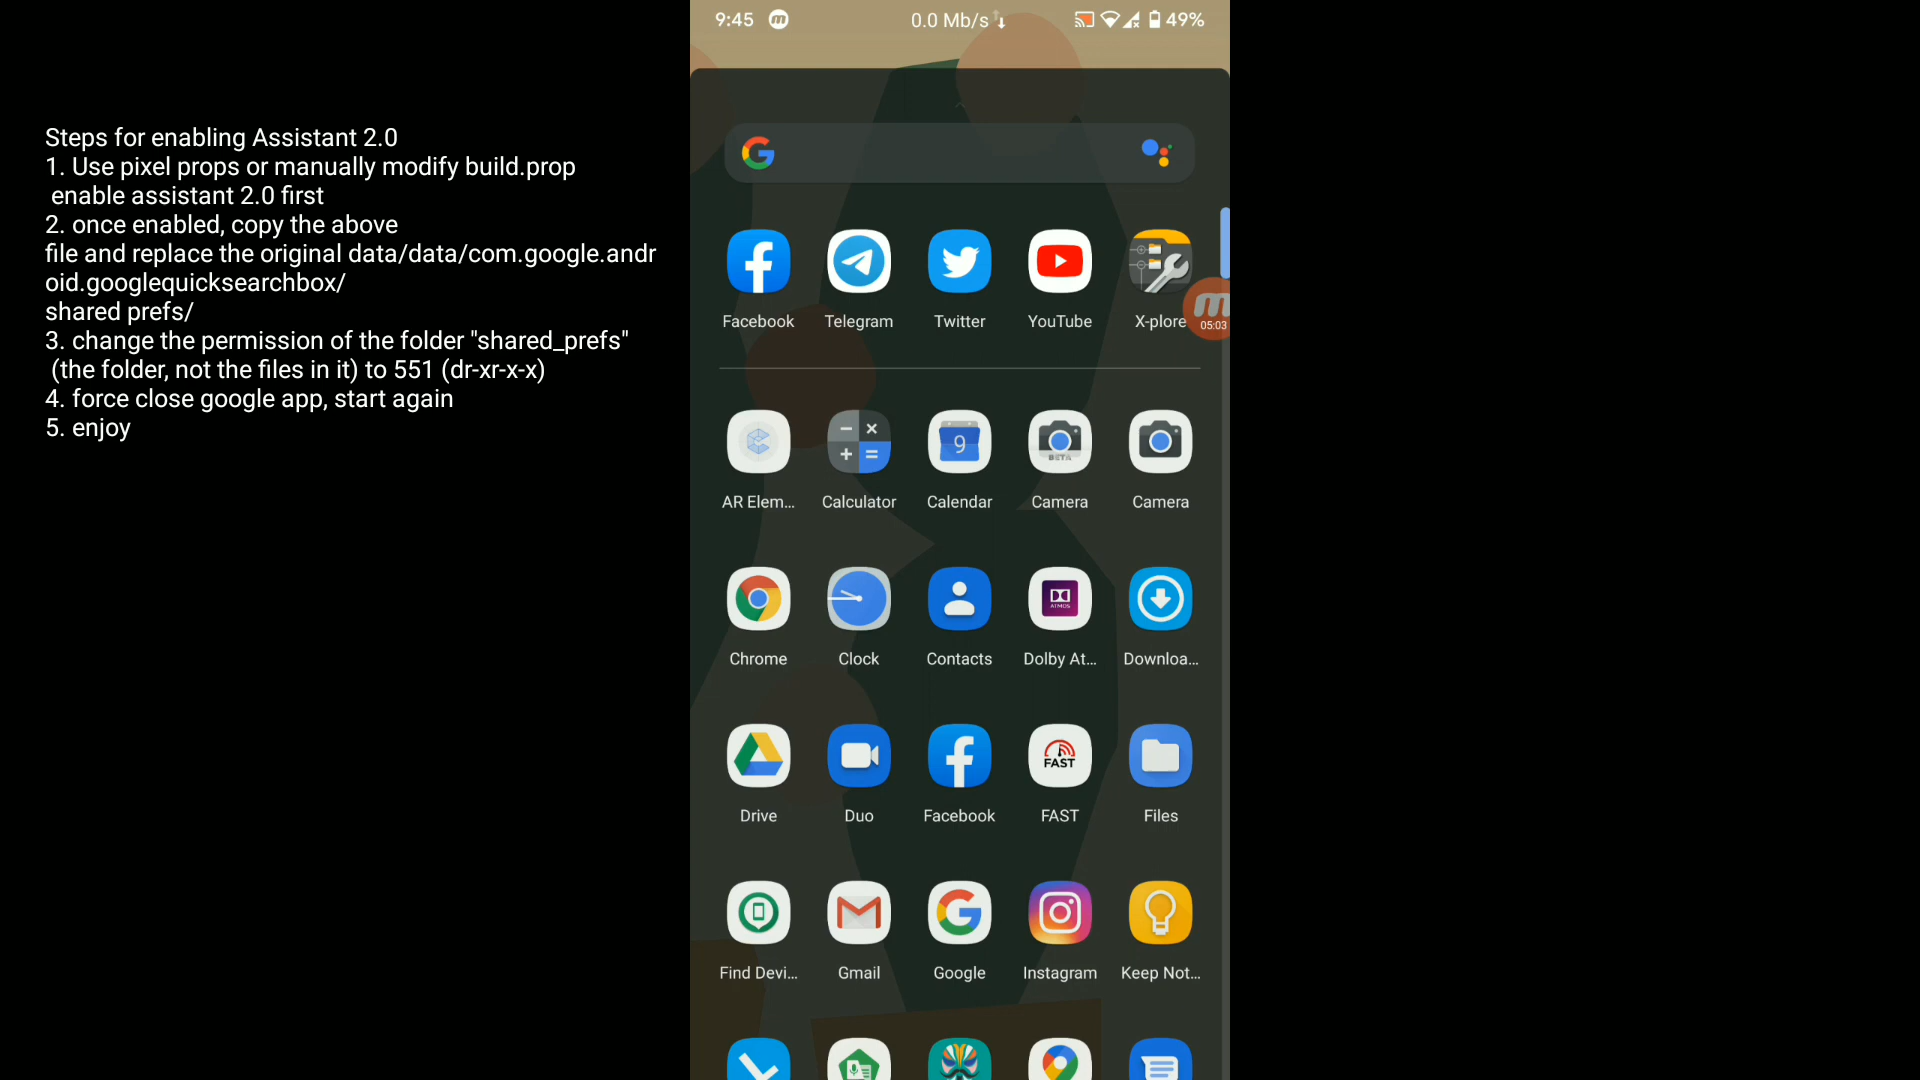 9:45
0.0 Mb/s
49%
Steps for enabling Assistant 2.0
1. Use pixel props or manually modify build.prop
enable assistant 2.0 first
2. once enabled, copy the above
file and replace the original data/data/com.google.andr
oid.googlequicksearchbox/
shared prefs/
3. change the permission of the folder "shared_prefs"
(the folder, not the files in it) to 551 (dr-xr-x-x)
4. force close google app, start again
5. enjoy
Facebook Telegram Twitter YouTube X-plore
05:03
9
BETA
AR Elem... Calculator Calendar Camera Camera
ATMOS
Chrome Clock Contacts Dolby At... Downloa...
FAST
Drive Duo Facebook FAST Files
Find Devi... Gmail Google Instagram Keep Not...